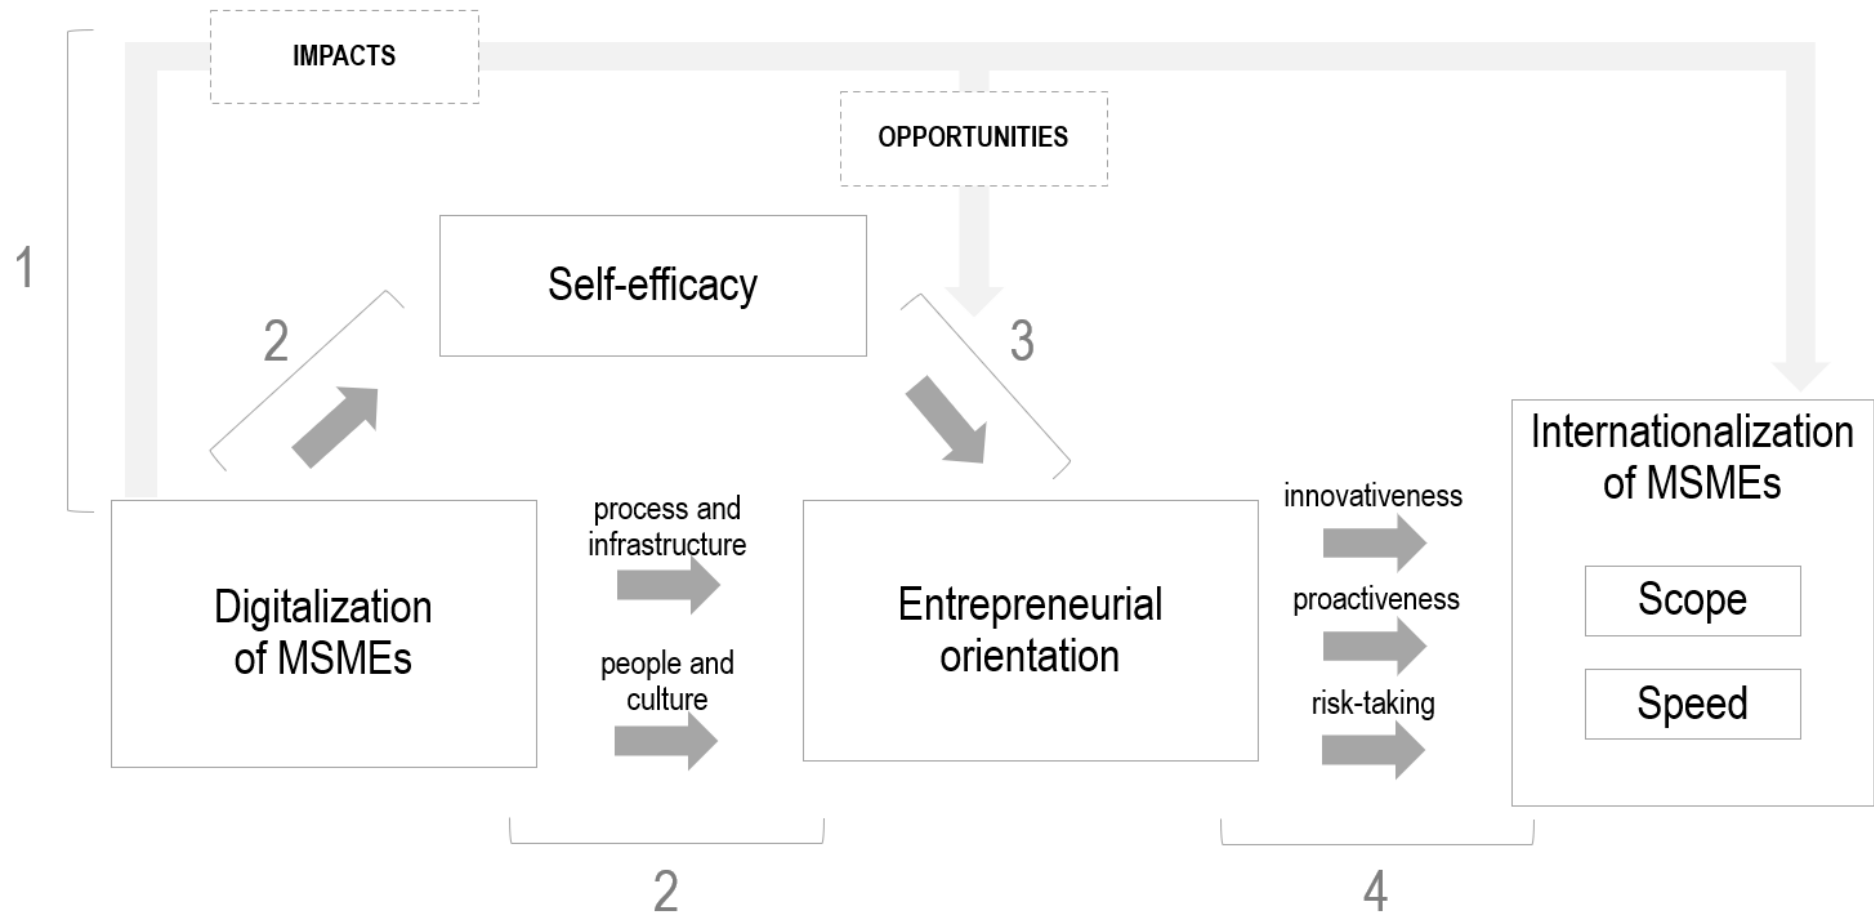 IMPACTS
OPPORTUNITIES
1
Self-efficacy
2
3
Internationalization
of MSMEs
process and
infrastructure
innovativeness
Digitalization
of MSMEs
Entrepreneurial
orientation
proactiveness
Scope
people and
culture
risk-taking
Speed
2
4